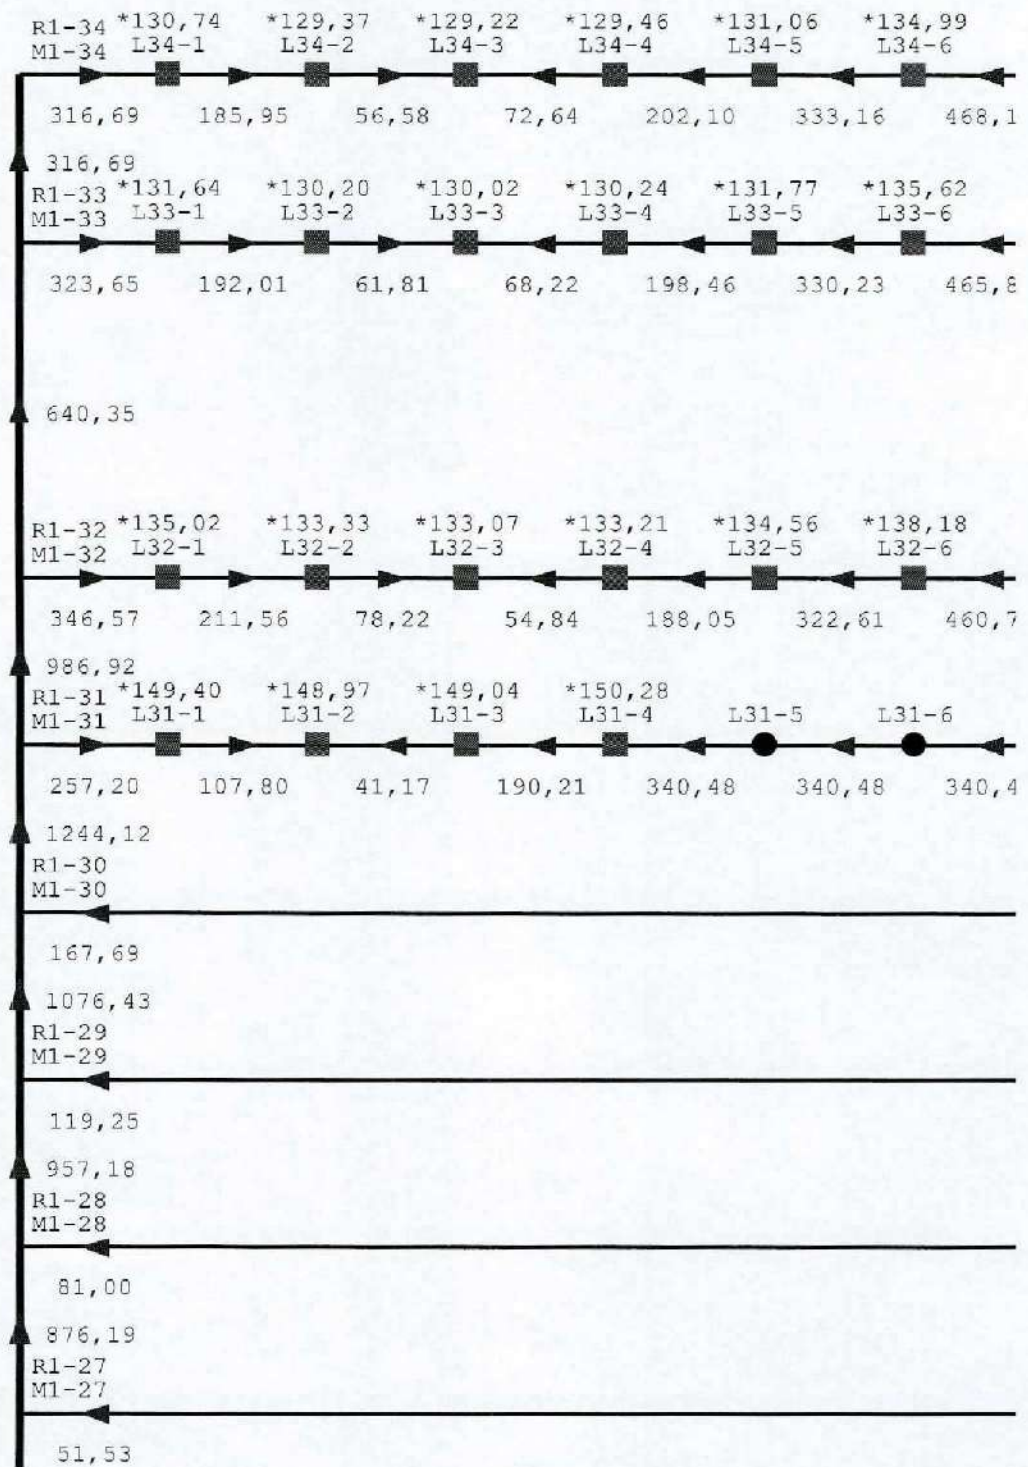 R1-34 *130,74 *129,37 *129,22 *129,46 *131,06 *134,99
M1-34 L34-1 L34-2 L34-3 L34-4 L34-5 L34-6
316,69 185,95 56,58 72,64 202,10 333,16 468,1
316,69
R1-33 *131,64 *130,20 *130,02 *130,24 *131,77 *135,62
M1-33 L33-1 L33-2 L33-3 L33-4 L33-5 L33-6
323,65 192,01 61,81 68,22 198,46 330,23 465,8
640,35
R1-32 *135,02 *133,33 *133,07 *133,21 *134,56 *138,18
M1-32 L32-1 L32-2 L32-3 L32-4 L32-5 L32-6
346,57 211,56 78,22 54,84 188,05 322,61 460,7
986,92
R1-31 *149,40 *148,97 *149,04 *150,28
M1-31 L31-1 L31-2 L31-3 L31-4 L31-5 L31-6
257,20 107,80 41,17 190,21 340,48 340,48 340,4
1244,12
R1-30
M1-30
167,69
1076,43
R1-29
M1-29
119,25
957,18
R1-28
M1-28
81,00
876,19
R1-27
M1-27
51,53